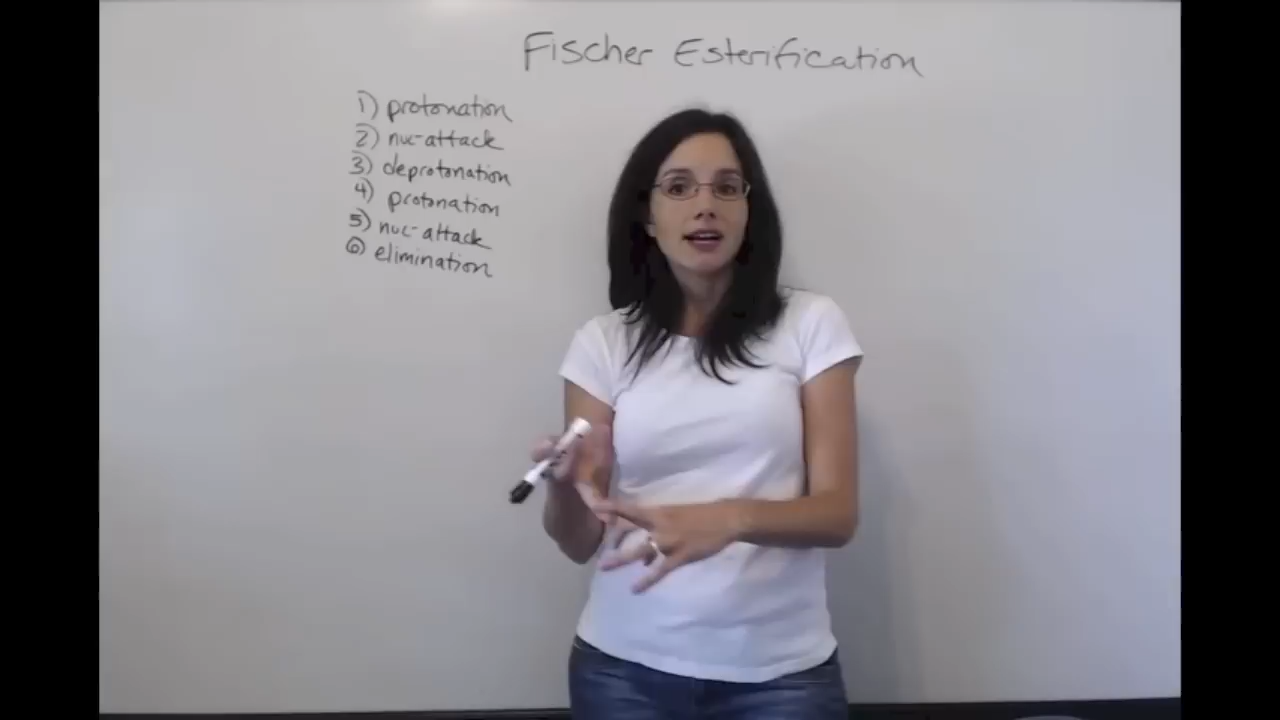 Fischer Esterification
1) protonation
2) nuc-attack
3) deprotonation
4) protonation
5) nuc-attack
6) elimination